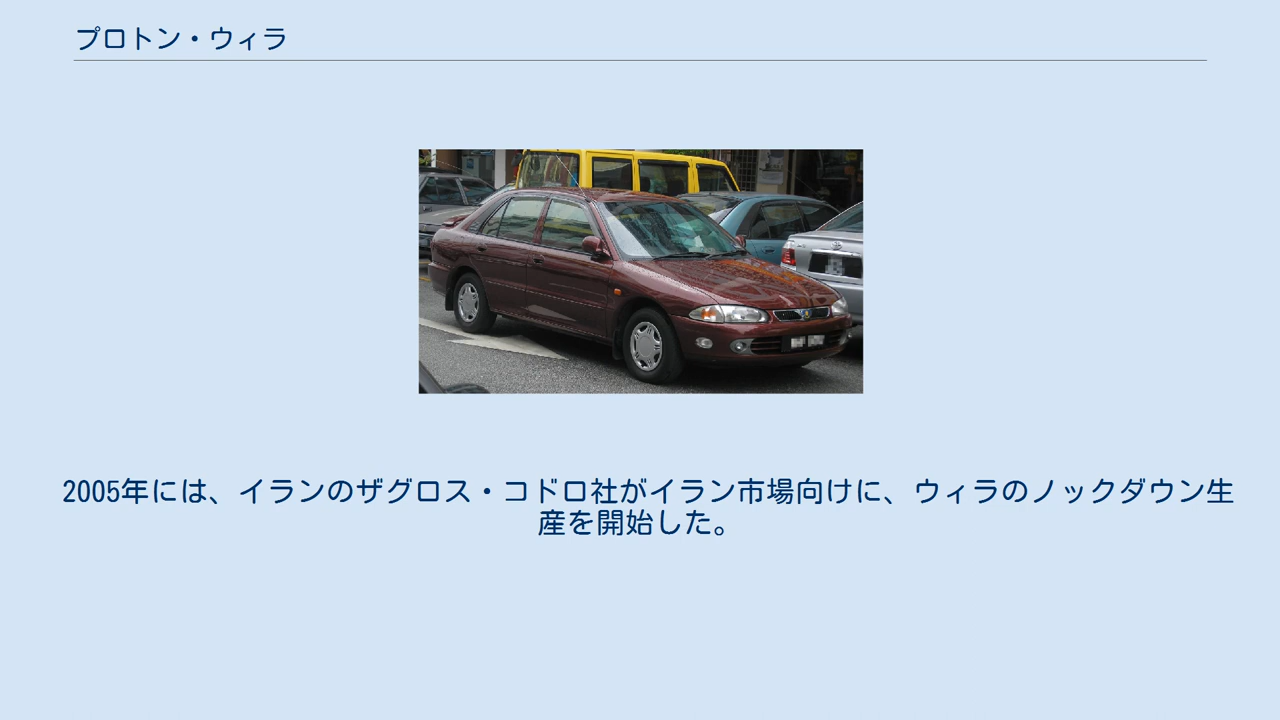 プロトン・ウィラ
2005年には、イランのザグロス・コドロ社がイラン市場向けに、ウィラのノックダウン生
産を開始した。